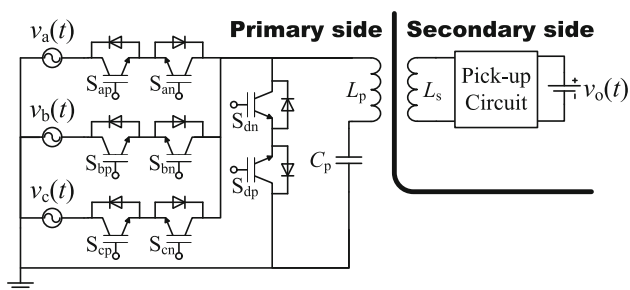 Primary side
Secondary side
va(t)
Sap
San
vb(t)
Sbp
Sbn
vc(t)
Scp
Scn
Sdn
Sdp
Lp
Cp
Ls
Pick-up
Circuit
+
vo(t)